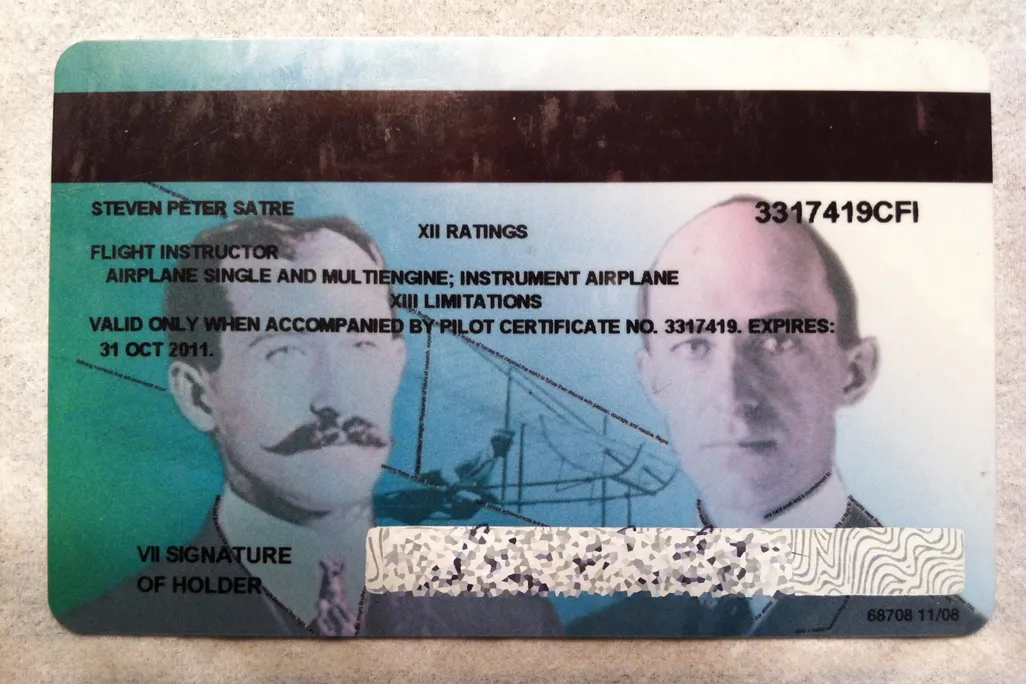 STEVEN PETER SATRE
3317419CFI
XII RATINGS
FLIGHT INSTRUCTOR
AIRPLANE SINGLE AND MULTIENGINE; INSTRUMENT AIRPLANE
XIII LIMITATIONS
VALID ONLY WHEN ACCOMPANIED BY PILOT CERTIFICATE NO. 3317419. EXPIRES:
31 OCT 2011.
VII SIGNATURE
OF HOLDER
68708 11/08